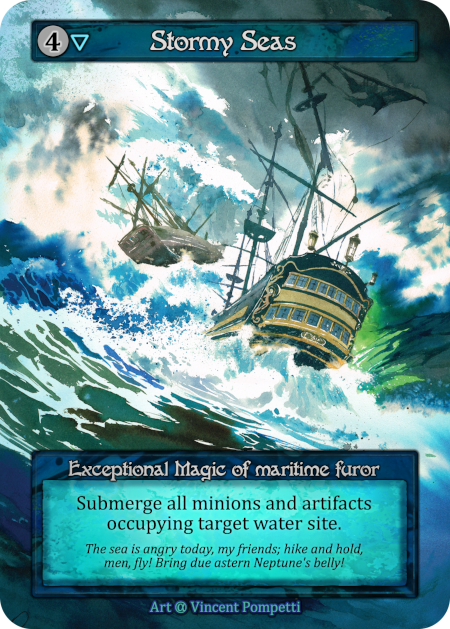 4 Stormy Seas
Exceptional Magic of maritime furor
Submerge all minions and artifacts
occupying target water site.
The sea is angry today, my friends; hike and hold,
men, fly! Bring due astern Neptune's belly!
Art @ Vincent Pompetti